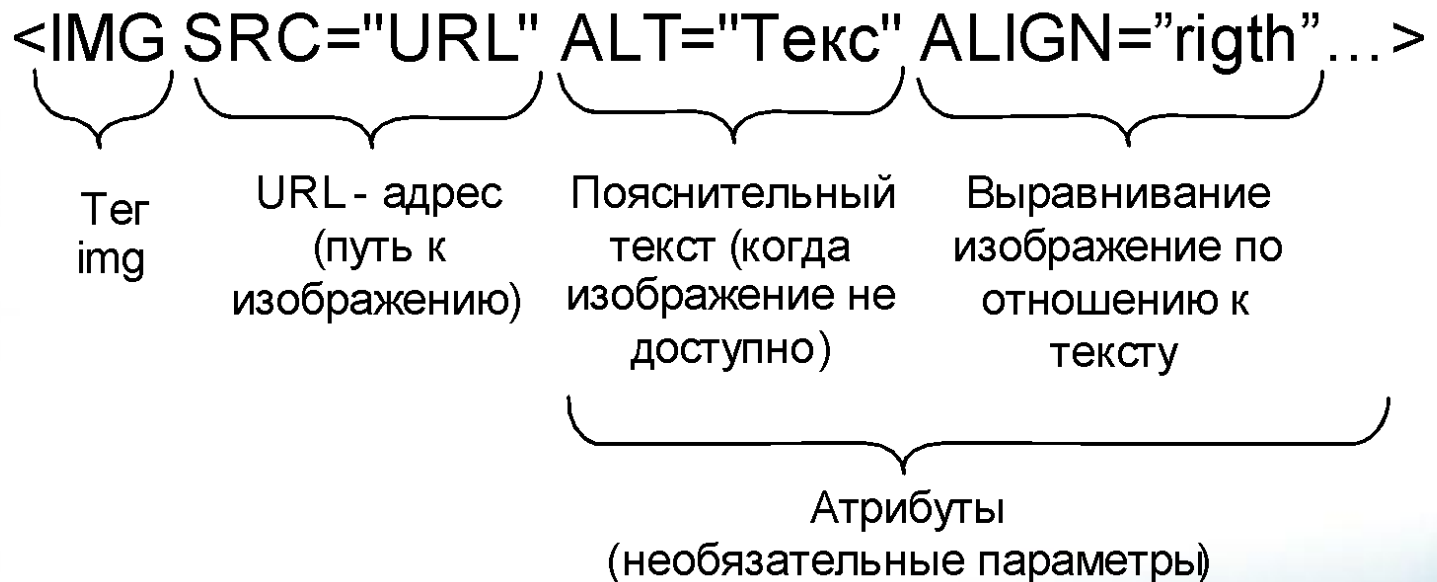 <IMG SRC="URL" ALT="Текс" ALIGN=”rigth”...>
Тег
img
URL - адрес
(путь к
изображению)
Пояснительный
текст (когда
изображение не
доступно)
Выравнивание
изображение по
отношению к
тексту
Атрибуты
(необязательные параметры)